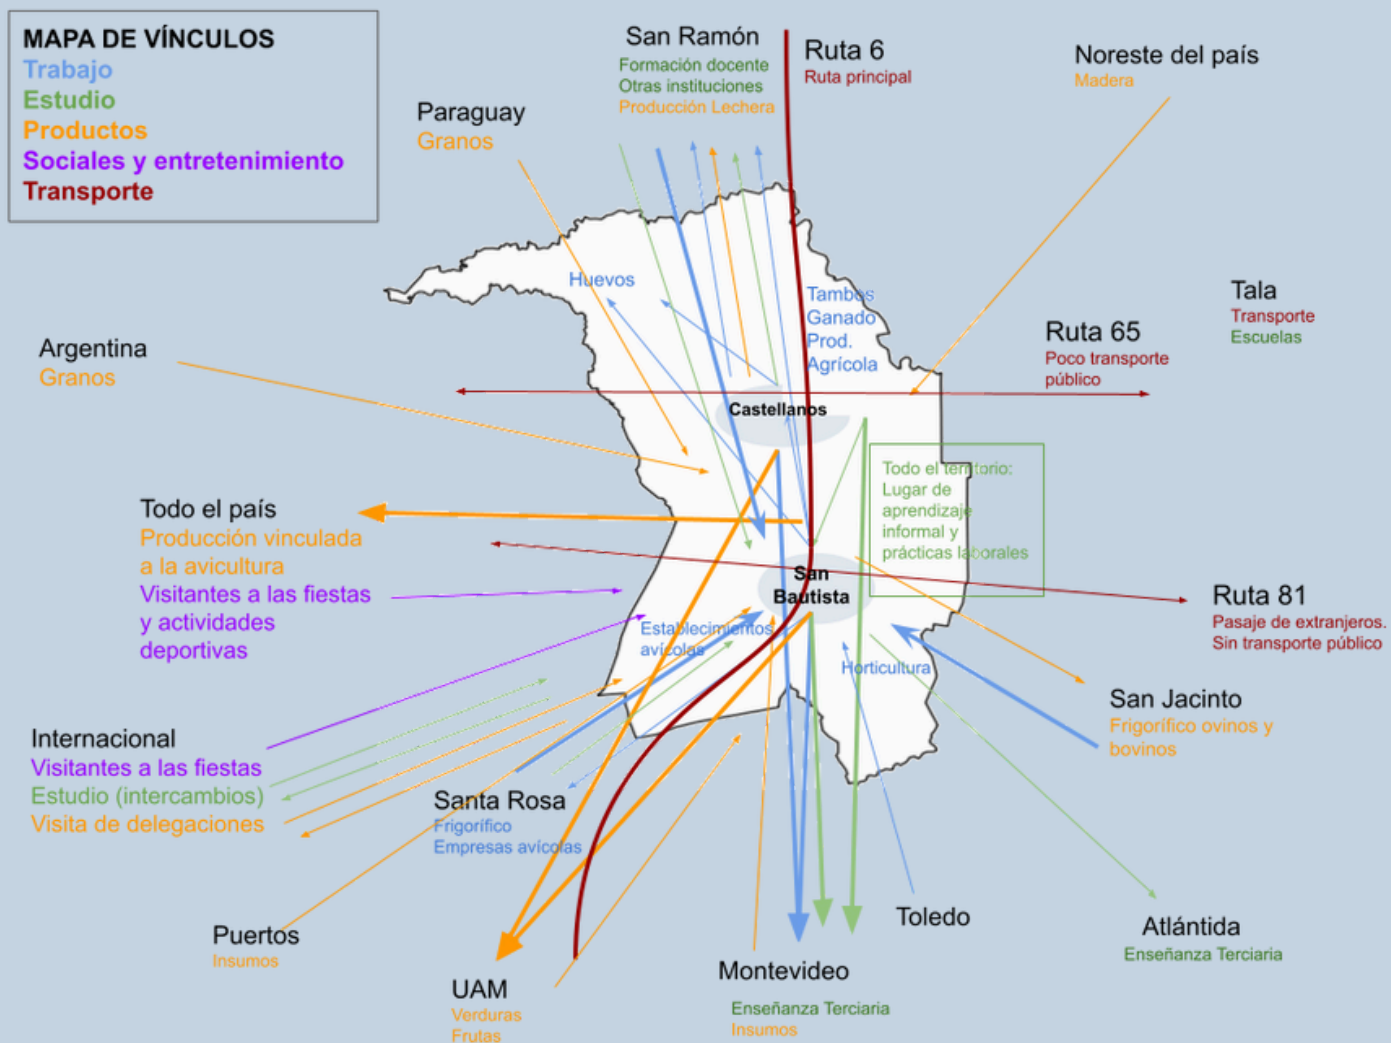 MAPA DE VÍNCULOS
Trabajo
Estudio
Productos
Sociales y entretenimiento
Transporte
San Ramón
Formación docente
Otras instituciones
Producción Lechera
Ruta 6
Ruta principal
Noreste del país
Madera
Paraguay
Granos
Huevos
Tambos
Ganado
Prod.
Agrícola
Tala
Transporte
Escuelas
Ruta 65
Poco transporte
público
Argentina
Granos
Castellanos
Todo el territorio:
Lugar de
aprendizaje
informal y
prácticas laborales
Todo el país
Producción vinculada
a la avicultura
Visitantes a las fiestas
y actividades
deportivas
San
Bautista
Ruta 81
Pasaje de extranjeros.
Sin transporte público
Establecimientos
avícolas
Horticultura
San Jacinto
Frigorífico ovinos y
bovinos
Internacional
Visitantes a las fiestas
Estudio (intercambios)
Visita de delegaciones
Santa Rosa
Frigorífico
Empresas avícolas
Puertos
Insumos
Toledo
Atlántida
Enseñanza Terciaria
UAM
Verduras
Frutas
Montevideo
Enseñanza Terciaria
Insumos